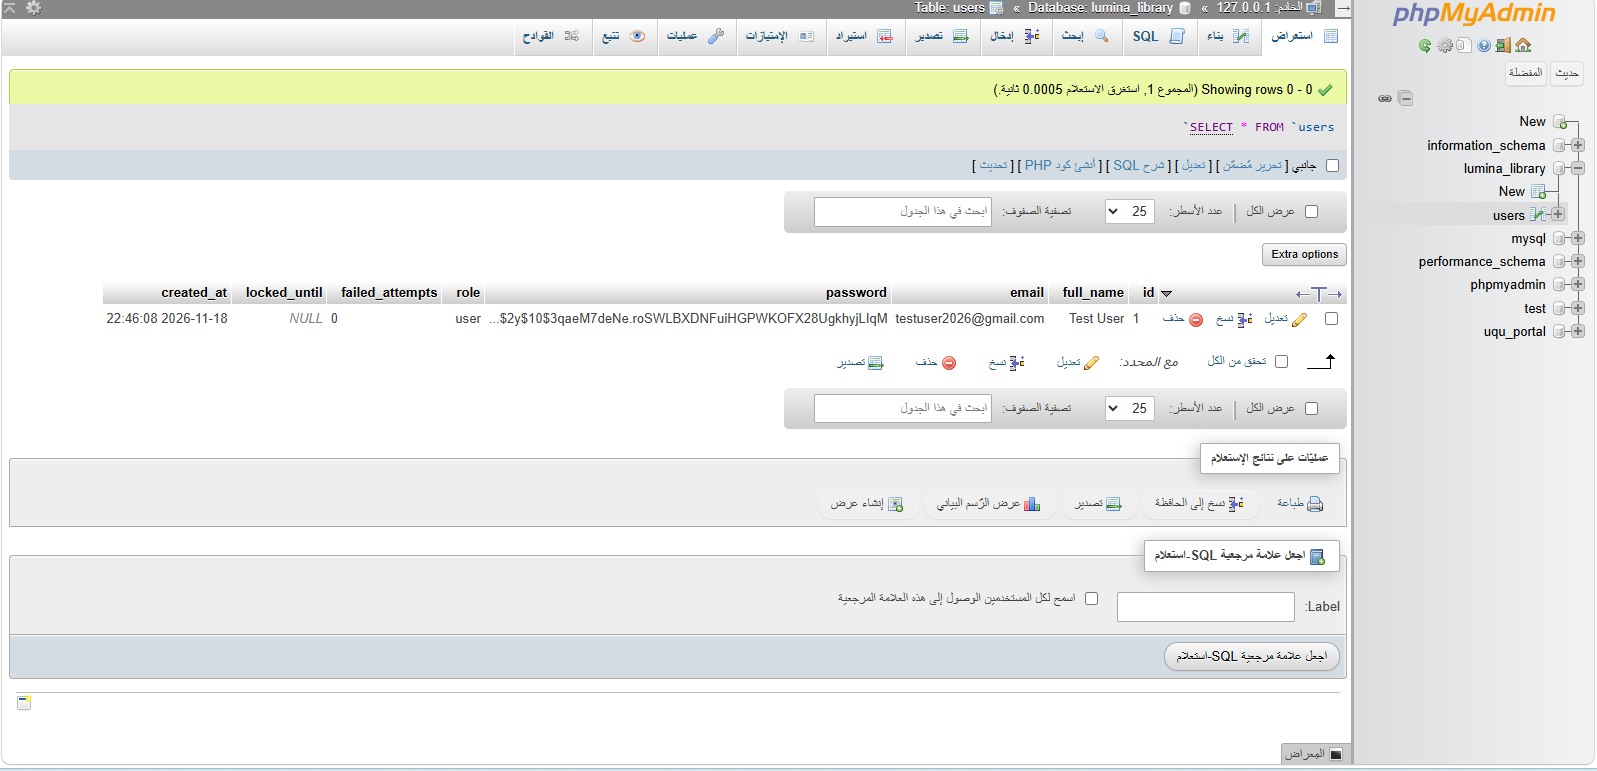 الخادم: 127.0.0.1 » Database: lumina_library » Table: users
استعراض بناء SQL إبحث إدخال تصدير استيراد الإمتيازات عمليات تتبع القوادح
Showing rows 0 - 0 (المجموع 1, استغرق الاستعلام 0.0005 ثانية.)
SELECT * FROM `users`
جانبي [ تحرير مُضمّن ] [ تعديل ] [ شرح SQL ] [ أنشئ كود PHP ] [ تحديث ]
عرض الكل | عدد الأسطر: 25 تصفية الصفوف: ابحث في هذا الجدول
Extra options
id full_name email password role failed_attempts locked_until created_at
تعديل نسخ حذف 1 Test User testuser2026@gmail.com $2y$10$3qaeM7deNe.roSWLBXDNFuiHGPWKOFX28UgkhyjLlqM... user 0 NULL 2026-11-18 22:46:08
تحقق من الكل مع المحدد: تعديل نسخ حذف تصدير
عرض الكل | عدد الأسطر: 25 تصفية الصفوف: ابحث في هذا الجدول
عمليّات على نتائج الإستعلام
طباعة نسخ إلى الحافظة تصدير عرض الرّسم البياني إنشاء عرض
اجعل علامة مرجعية SQL-استعلام
Label: اسمح لكل المستخدمين الوصول إلى هذه العلامة المرجعية
اجعل علامة مرجعية SQL-استعلام
المِعراض
phpMyAdmin
حديث المفضلة
New
information_schema
lumina_library
New
users
mysql
performance_schema
phpmyadmin
test
uqu_portal